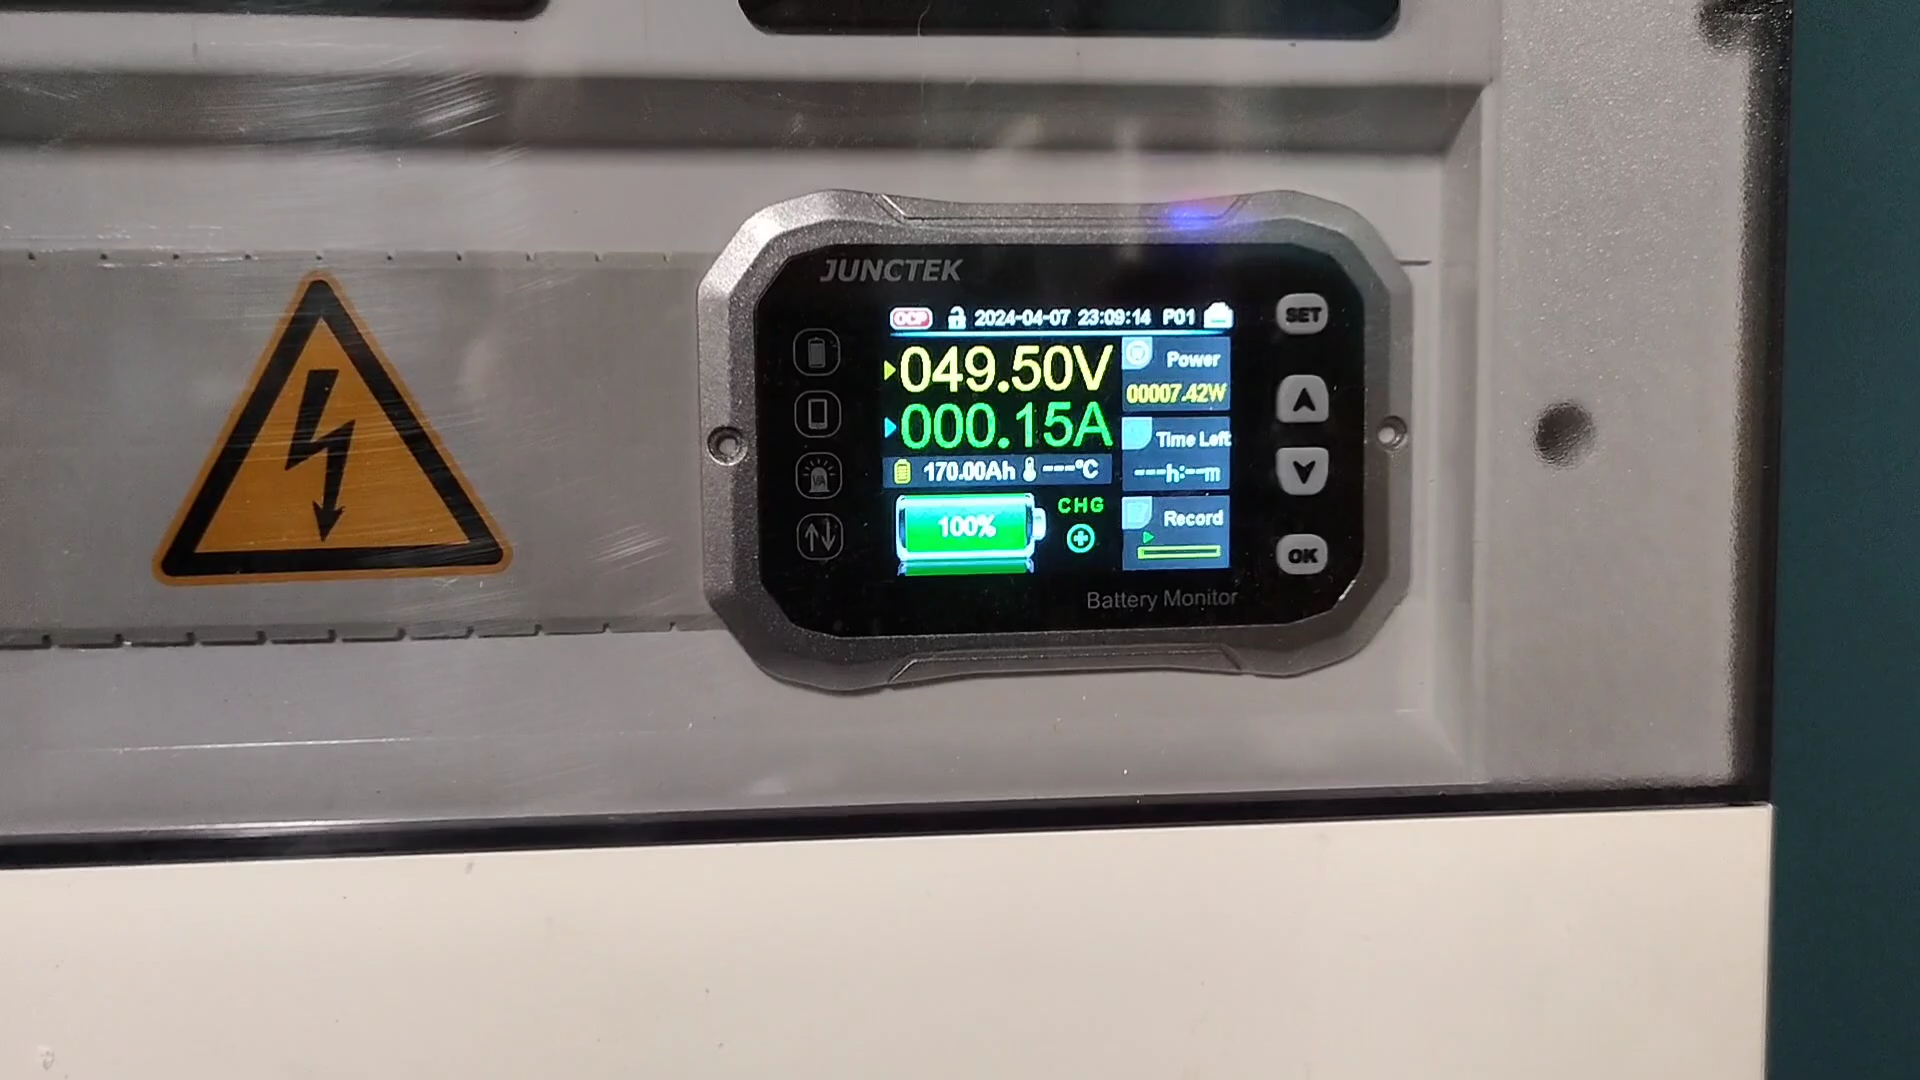 JUNCTEK
OCP 2024-04-07 23:09:14 P01
049.50V
000.15A
170.00Ah ---°C
100%
CHG
Power
00007.42W
Time Left
---h:--m
Record
Battery Monitor
SET
OK
VA